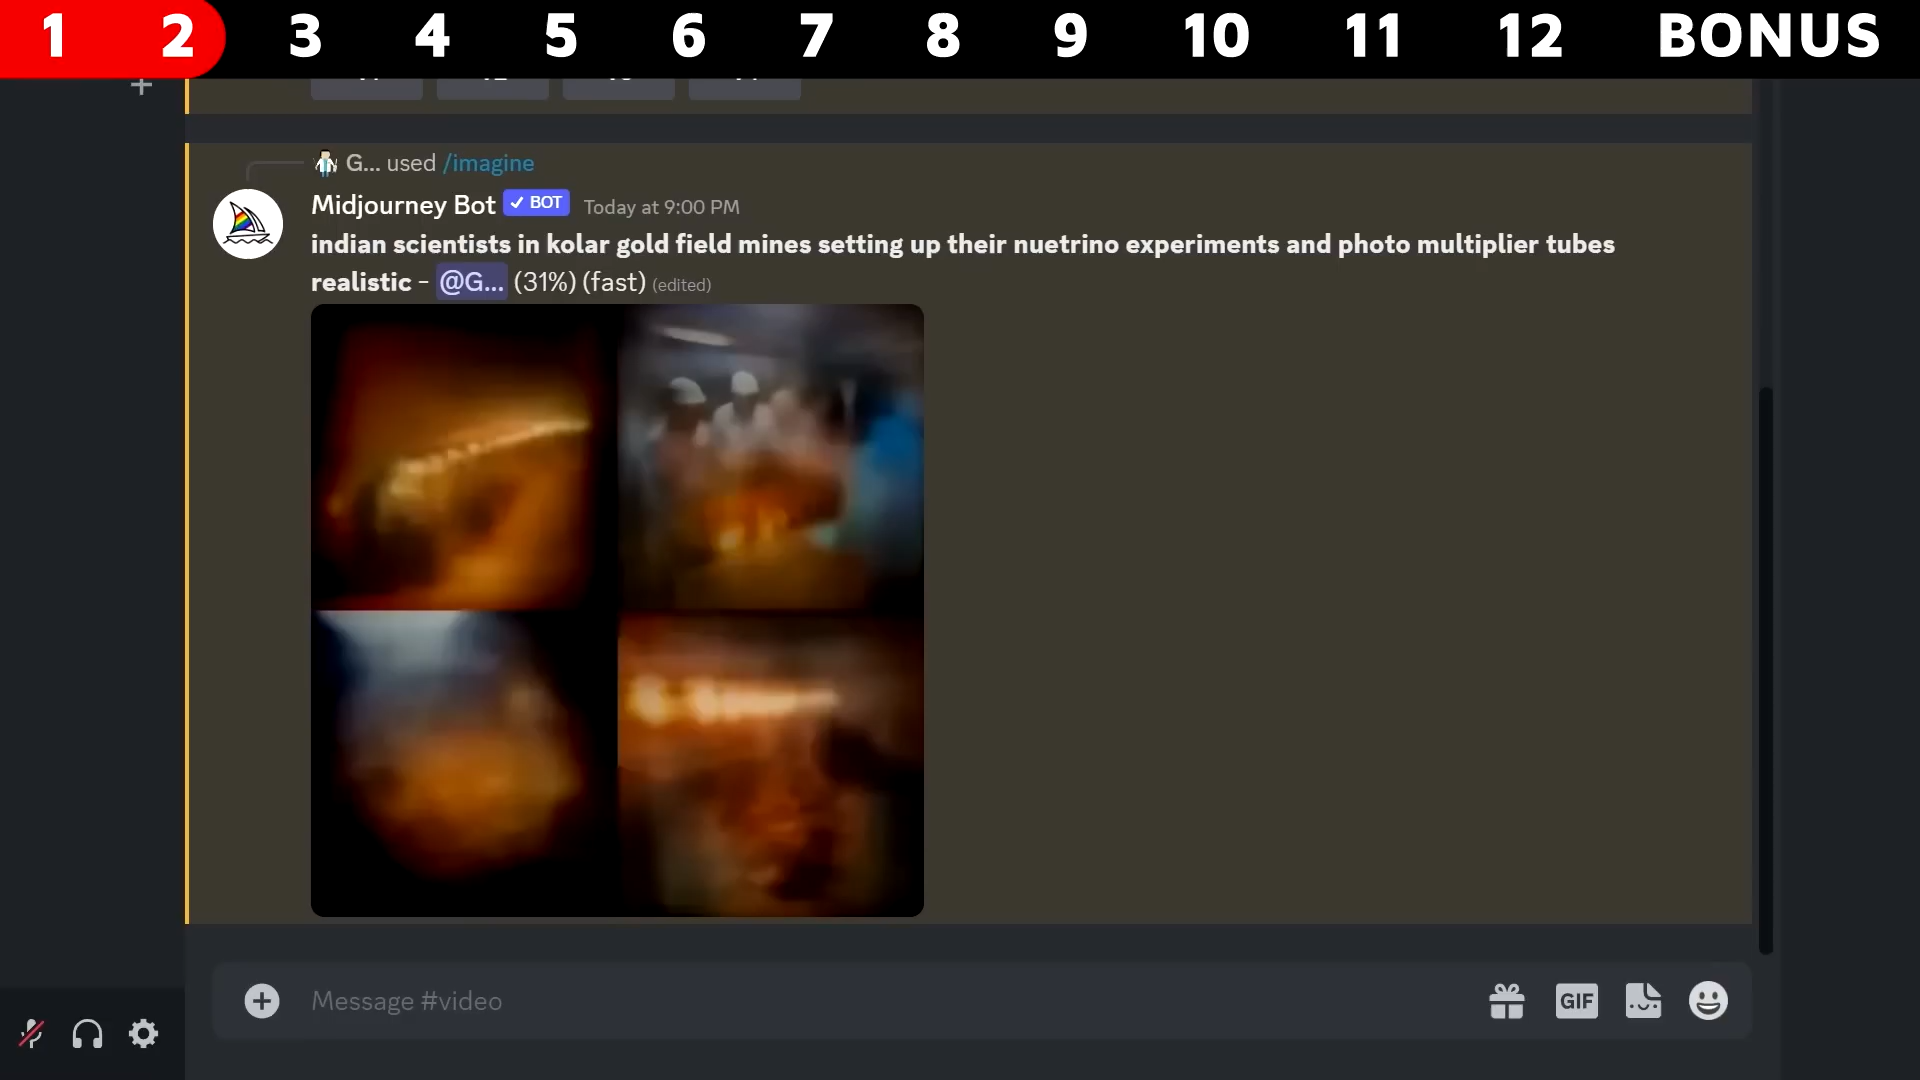 1 2 3 4 5 6 7 8 9 10 11 12 BONUS
G... used /imagine
Midjourney Bot ✓ BOT Today at 9:00 PM
indian scientists in kolar gold field mines setting up their nuetrino experiments and photo multiplier tubes
realistic - @G... (31%) (fast) (edited)
Message #video
GIF